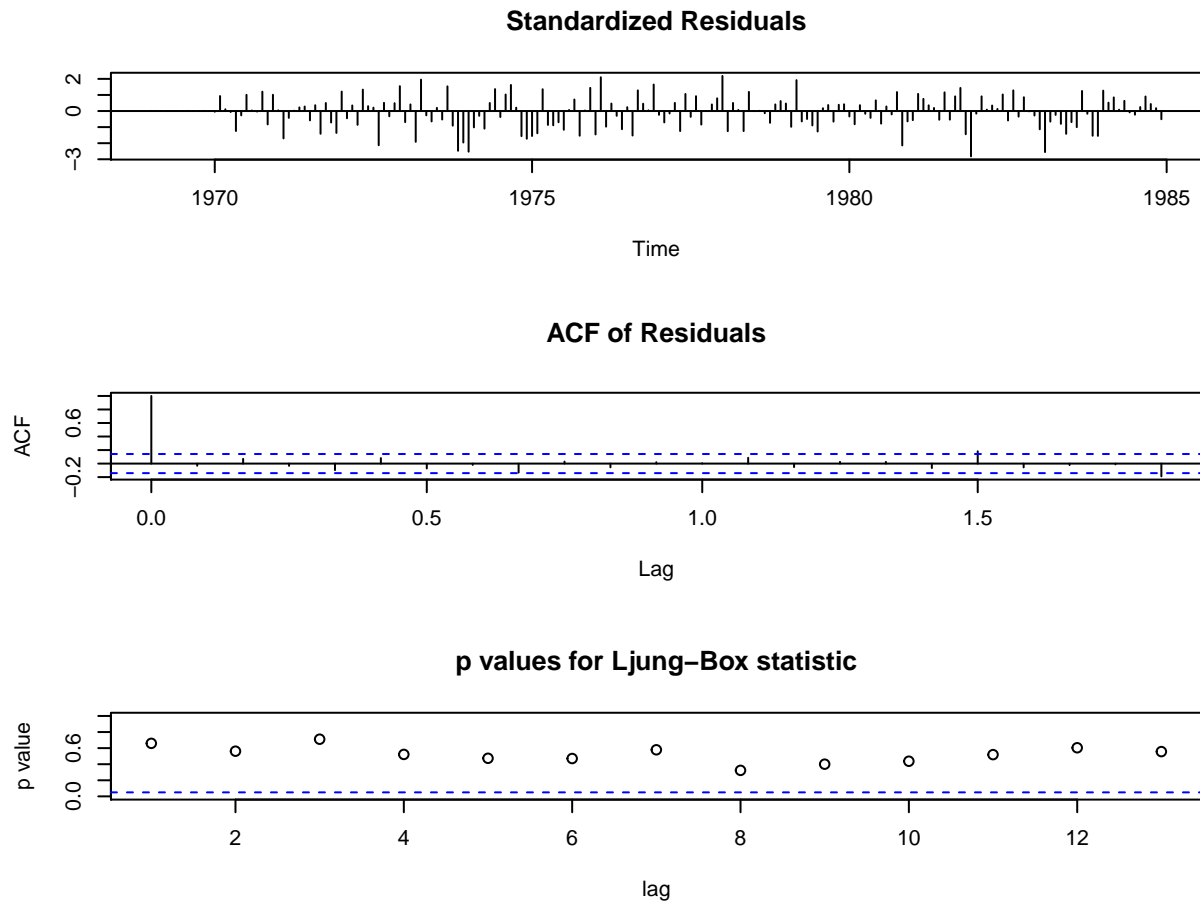 Standardized Residuals
2
0
−3
1970 1975 1980 1985
Time
ACF of Residuals
ACF
0.6
−0.2
0.0 0.5 1.0 1.5
Lag
p values for Ljung−Box statistic
p value
0.6
0.0
2 4 6 8 10 12
lag